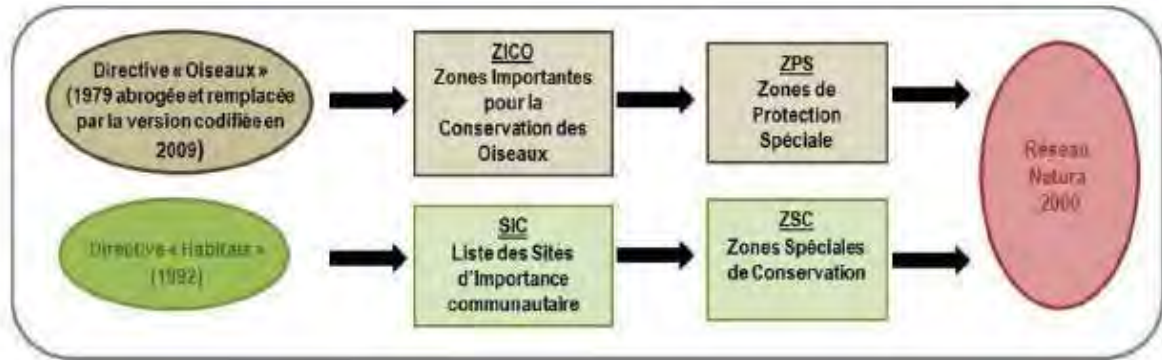 Directive « Oiseaux »
(1979 abrogée et remplacée
par la version codifiée en
2009)
ZICO
Zones Importantes
pour la
Conservation des
Oiseaux
ZPS
Zones de
Protection
Spéciale
Réseau
Natura
2000
Directive « Habitats »
(1992)
SIC
Liste des Sites
d'Importance
communautaire
ZSC
Zones Spéciales
de Conservation